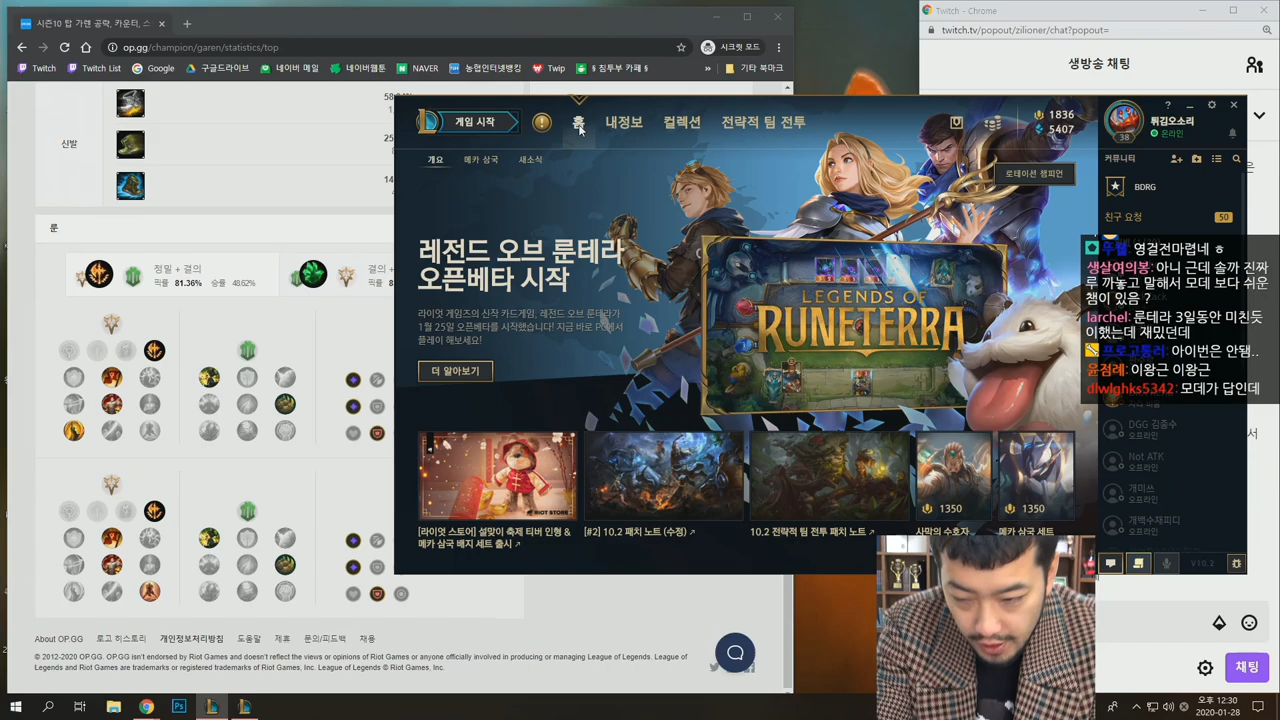 시즌10 탑 가렌 공략, 카운터, 스
op.gg/champion/garen/statistics/top
시크릿 모드
Twitch
Twitch List
Google
구글드라이브
네이버 메일
네이버웹툰
NAVER
농협인터넷뱅킹
Twip
§ 침투부 카페 §
»
기타 북마크
신발
룬
정밀 + 결의
픽률 81.36% 승률 48.62%
결의 +
픽률 8
About OP.GG
로고 히스토리
개인정보처리방침
도움말
제휴
문의/피드백
채용
© 2012-2020 OP.GG. OP.GG isn't endorsed by Riot Games and doesn't reflect the views or opinions of Riot Games or anyone officially involved in producing or managing League of Legends. League of
Legends and Riot Games are trademarks or registered trademarks of Riot Games, Inc. League of Legends © Riot Games, Inc.
게임 시작
홈
내정보
컬렉션
전략적 팀 전투
1836
5407
개요
메카 삼국
새소식
로테이션 챔피언
레전드 오브 룬테라
오픈베타 시작
라이엇 게임즈의 신작 카드게임, 레전드 오브 룬테라가
1월 25일 오픈베타를 시작했습니다! 지금 바로 PC에서
플레이 해보세요!
더 알아보기
LEGENDS OF
RUNETERRA
RIOT STORE
[라이엇 스토어] 설맞이 축제 티버 인형 &
메카 삼국 배지 세트 출시
[#2] 10.2 패치 노트 (수정)
10.2 전략적 팀 전투 패치 노트
1350
사막의 수호자
1350
메카 삼국 세트
튀김오소리
온라인
38
커뮤니티
BDRG
친구 요청
50
DGG 김종수
오프라인
Not ATK
오프라인
개미쓰
오프라인
개백수재피디
오프라인
V10.2
Twitch - Chrome
twitch.tv/popout/zilioner/chat?popout=
생방송 채팅
뚜월: 영걸전마렵네 ㅎ
생살여의봉: 아니 근데 솔까 진짜
루 까놓고 말해서 모데 보다 쉬운
챔이 있음 ?
larchel: 룬테라 3일동안 미친듯
이했는데 재밌던데
프로고통러: 아이번은 안됌..
윤점례: 이왕근 이왕근
dlwlghks5342: 모데가 답인데
채팅
오후 12:30
2020-01-28